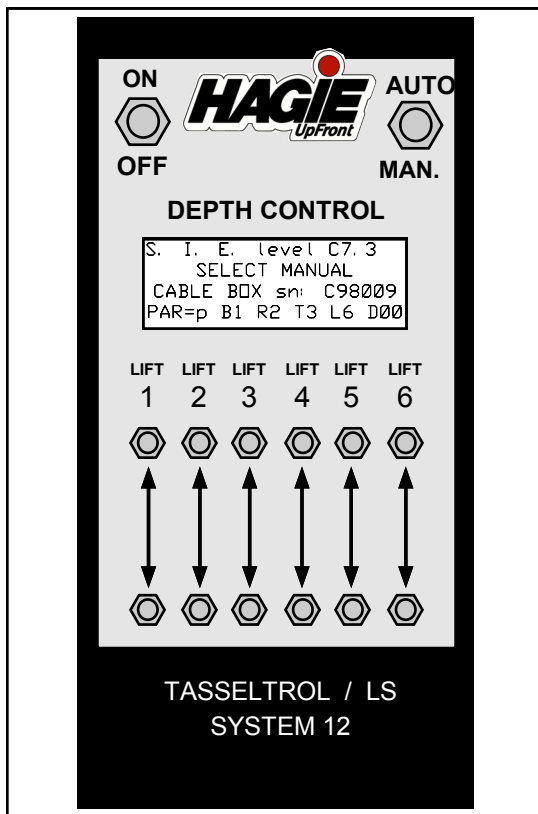 ON
HAGIE
AUTO
UpFront
OFF
MAN.
DEPTH CONTROL
S. I. E. level C7.3
SELECT MANUAL
CABLE BOX sn: C98009
PAR=p B1 R2 T3 L6 D00
LIFT LIFT LIFT LIFT LIFT LIFT
1 2 3 4 5 6
TASSELTROL / LS
SYSTEM 12